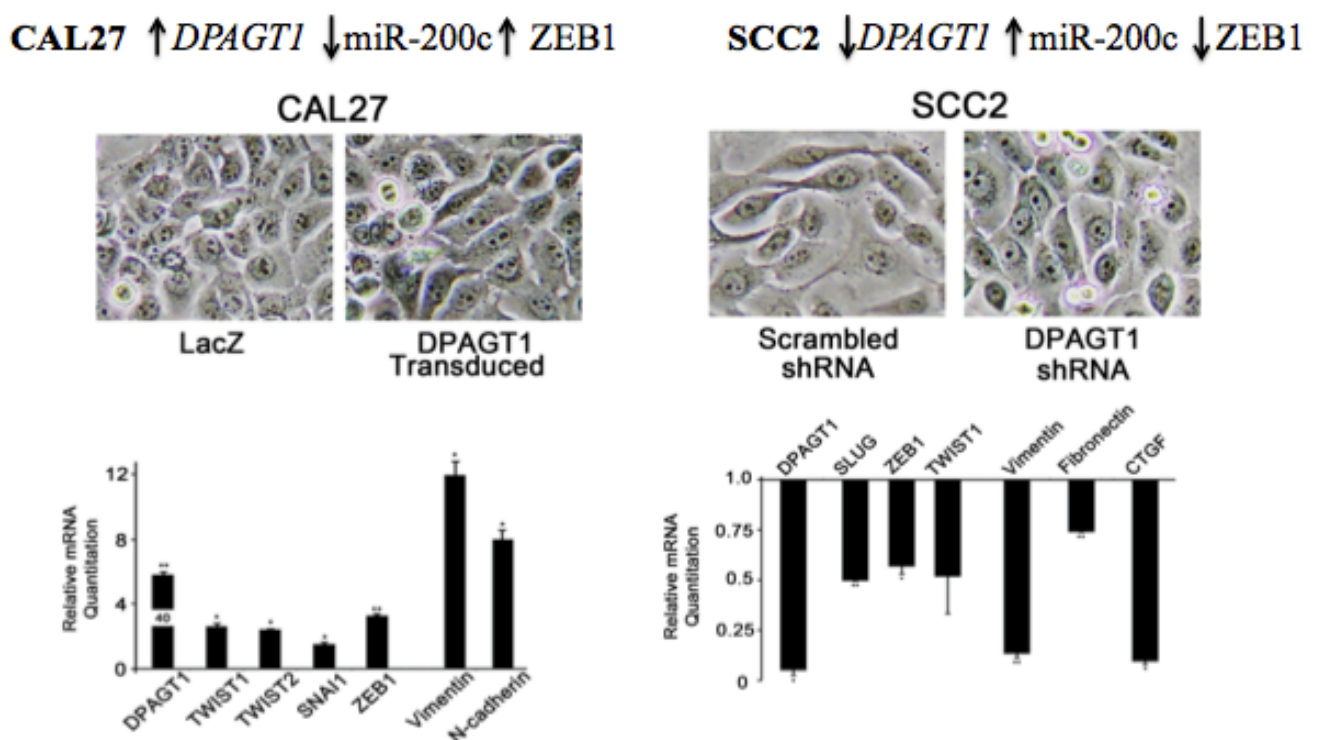 CAL27 ↑DPAGT1 ↓miR-200c↑ ZEB1
SCC2 ↓DPAGT1 ↑miR-200c ↓ZEB1
CAL27
LacZ
DPAGT1
Transduced
SCC2
Scrambled
shRNA
DPAGT1
shRNA
Relative mRNA
Quantitation
12
8
4
0
**
40
*
*
*
**
*
*
DPAGT1
TWIST1
TWIST2
SNAI1
ZEB1
Vimentin
N-cadherin
DPAGT1
SLUG
ZEB1
TWIST1
Vimentin
Fibronectin
CTGF
Relative mRNA
Quantitation
1.0
0.75
0.5
0.25
0
*
**
*
**
**
*